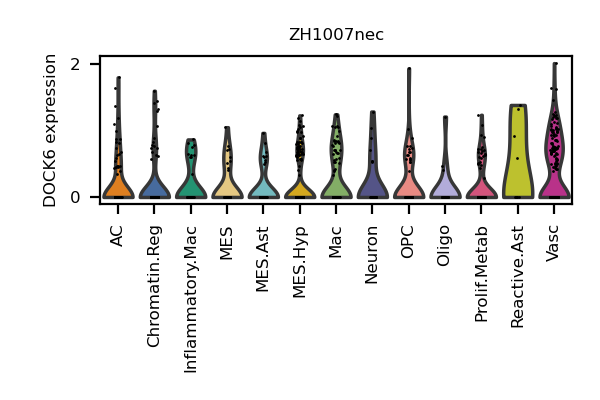 ZH1007nec
DOCK6 expression
2
0
AC
Chromatin.Reg
Inflammatory.Mac
MES
MES.Ast
MES.Hyp
Mac
Neuron
OPC
Oligo
Prolif.Metab
Reactive.Ast
Vasc